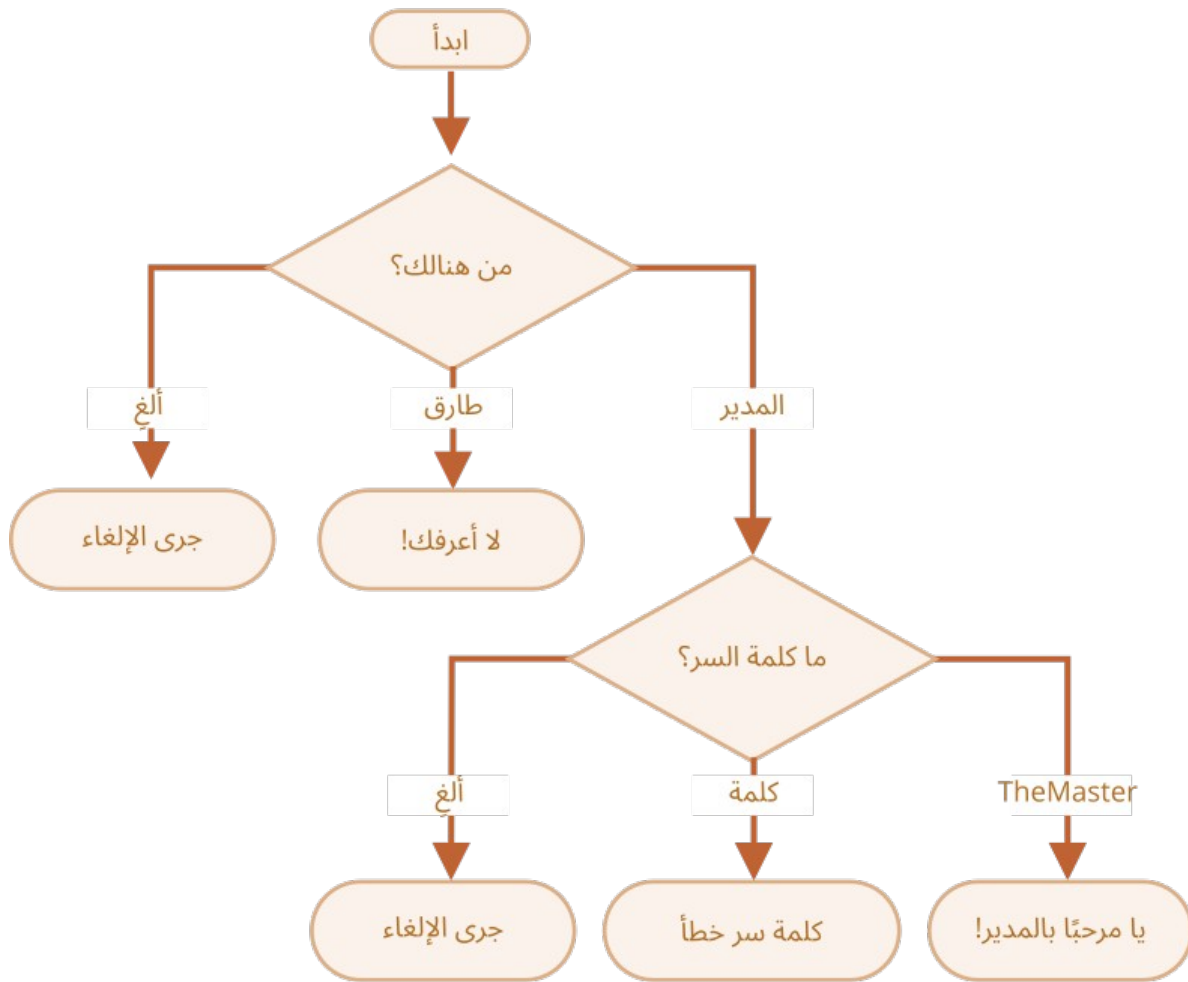 ابدأ
من هنالك؟
المدير
طارق
ألغِ
لا أعرفك!
جرى الإلغاء
ما كلمة السر؟
TheMaster
كلمة
ألغِ
يا مرحبًا بالمدير!
كلمة سر خطأ
جرى الإلغاء